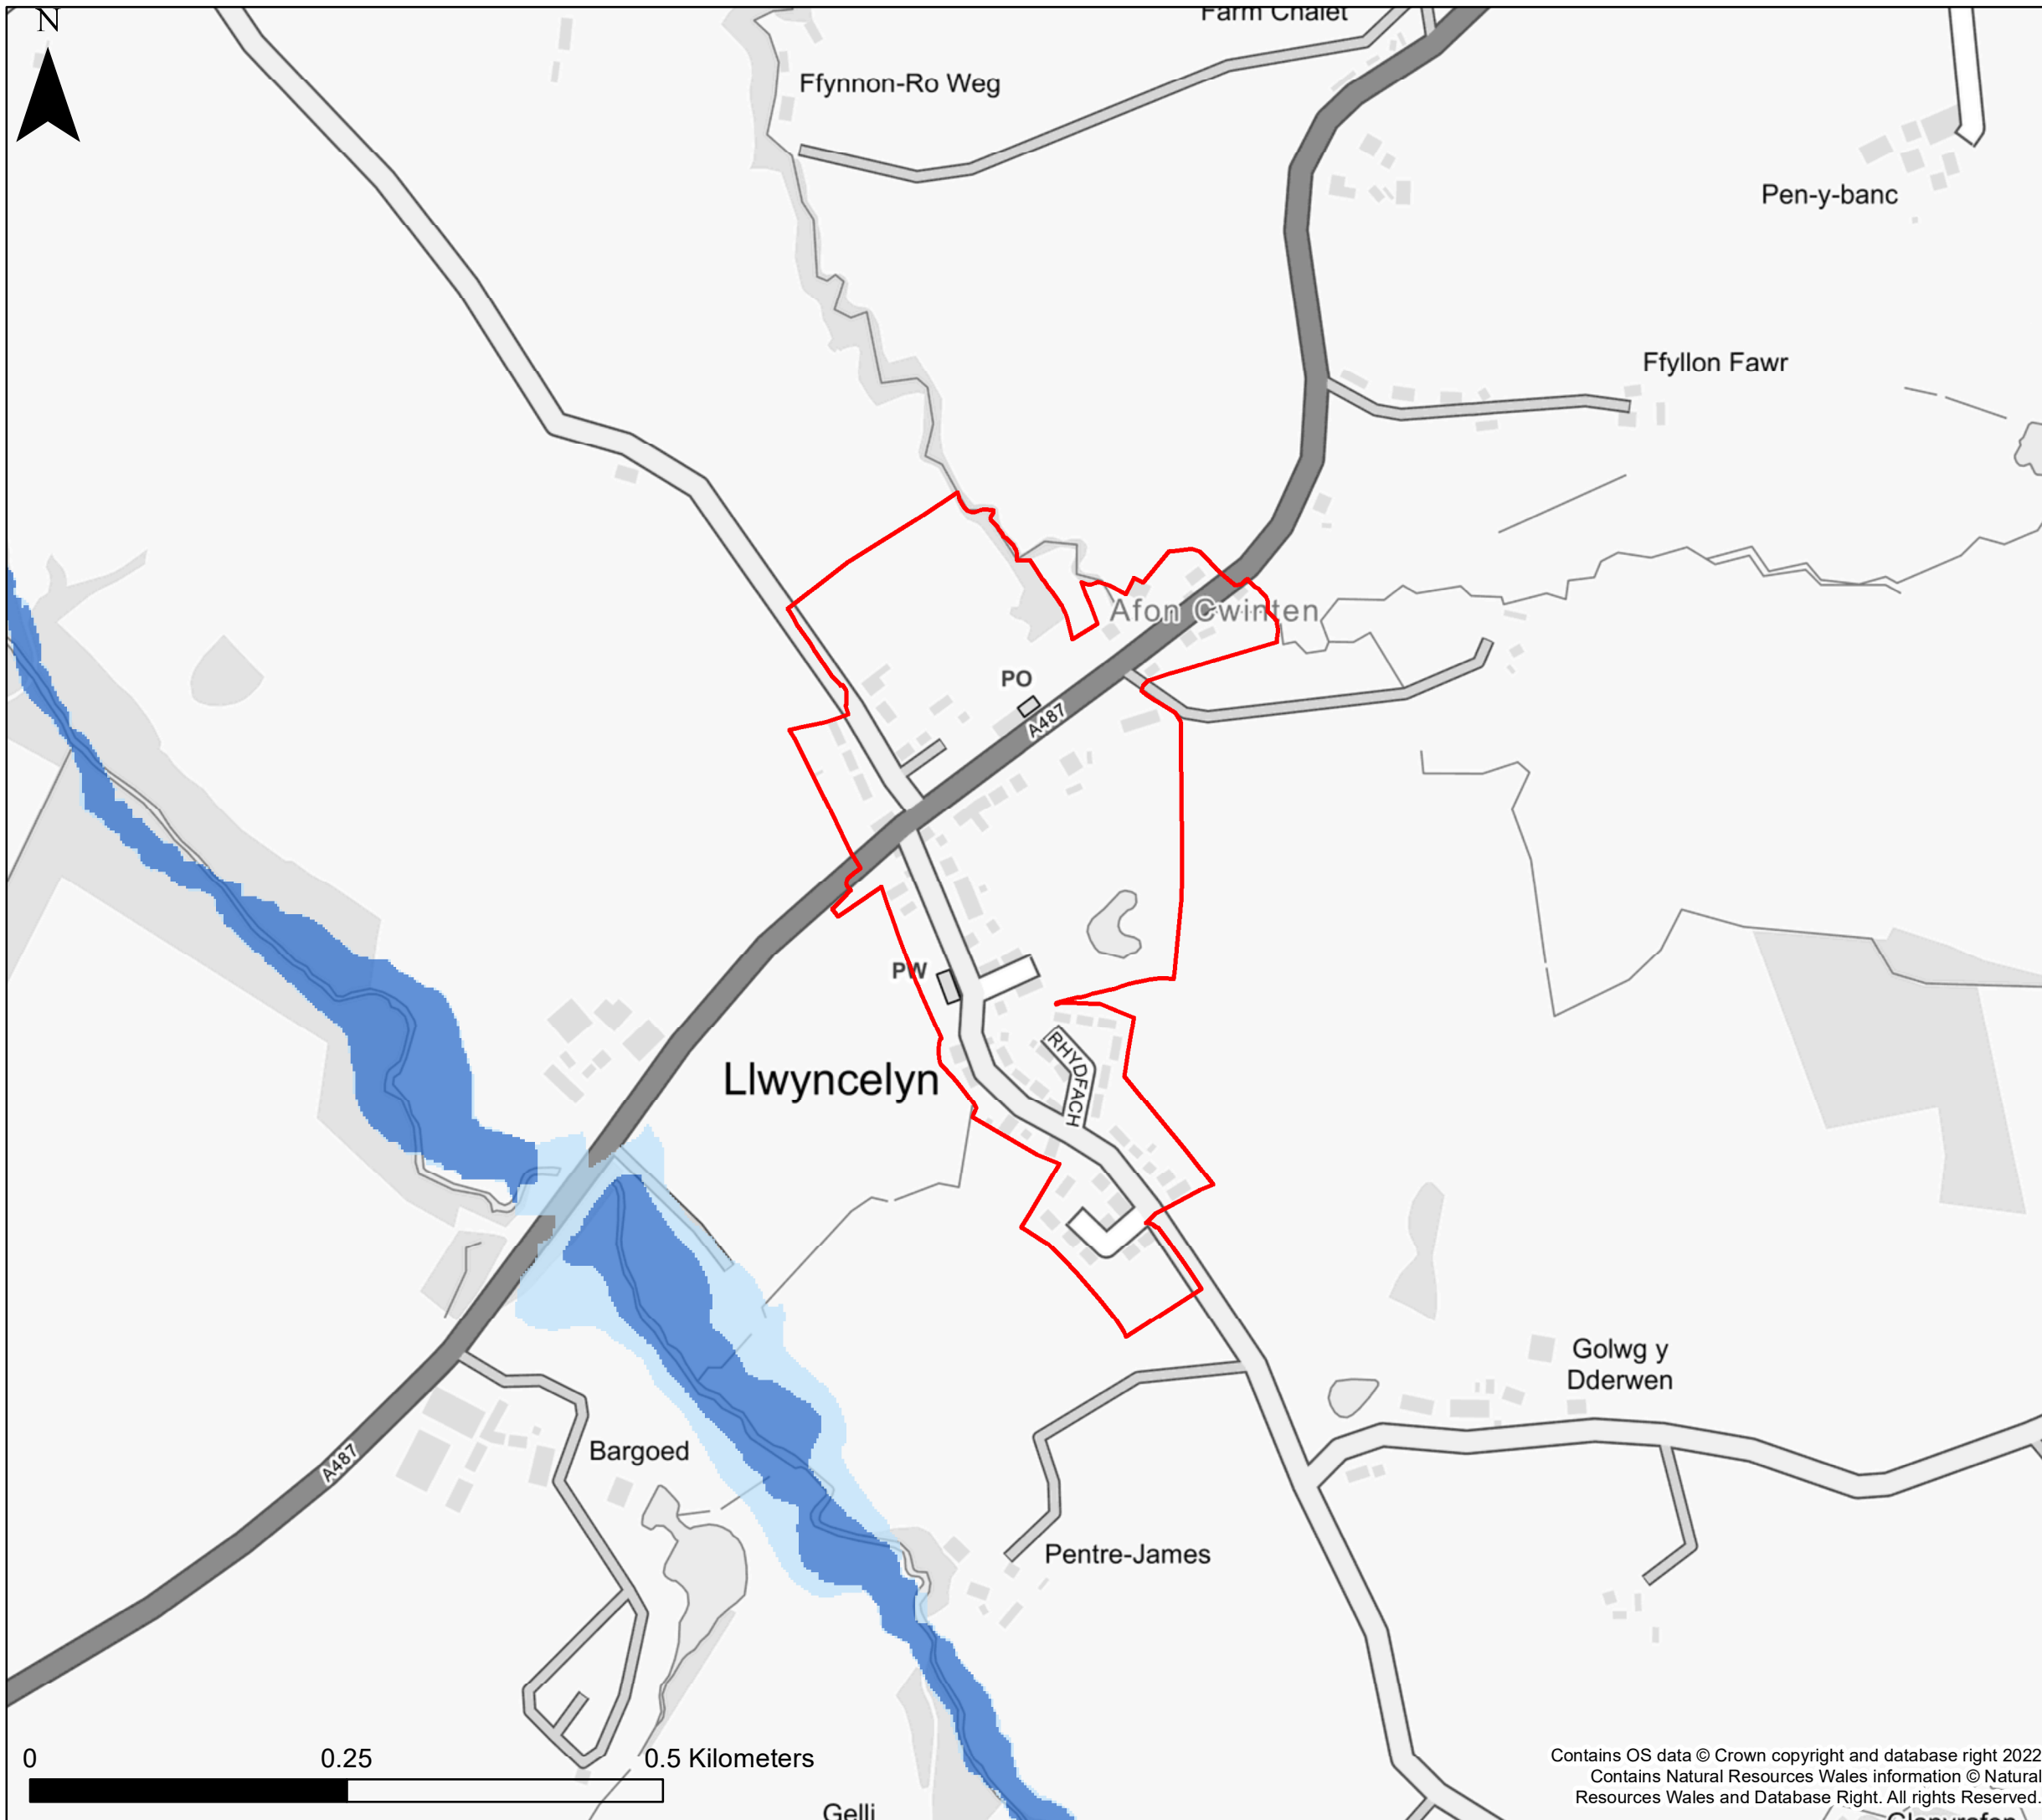 N
Farm Chalet
Ffynnon-Ro Weg
Pen-y-banc
Ffyllon Fawr
Afon Cwinten
PO
A487
PW
RHYDFACH
Llwyncelyn
Golwg y
Dderwen
Bargoed
A487
Pentre-James
0 0.25 0.5 Kilometers
Contains OS data © Crown copyright and database right 2022
Contains Natural Resources Wales information © Natural
Resources Wales and Database Right. All rights Reserved.
Gelli